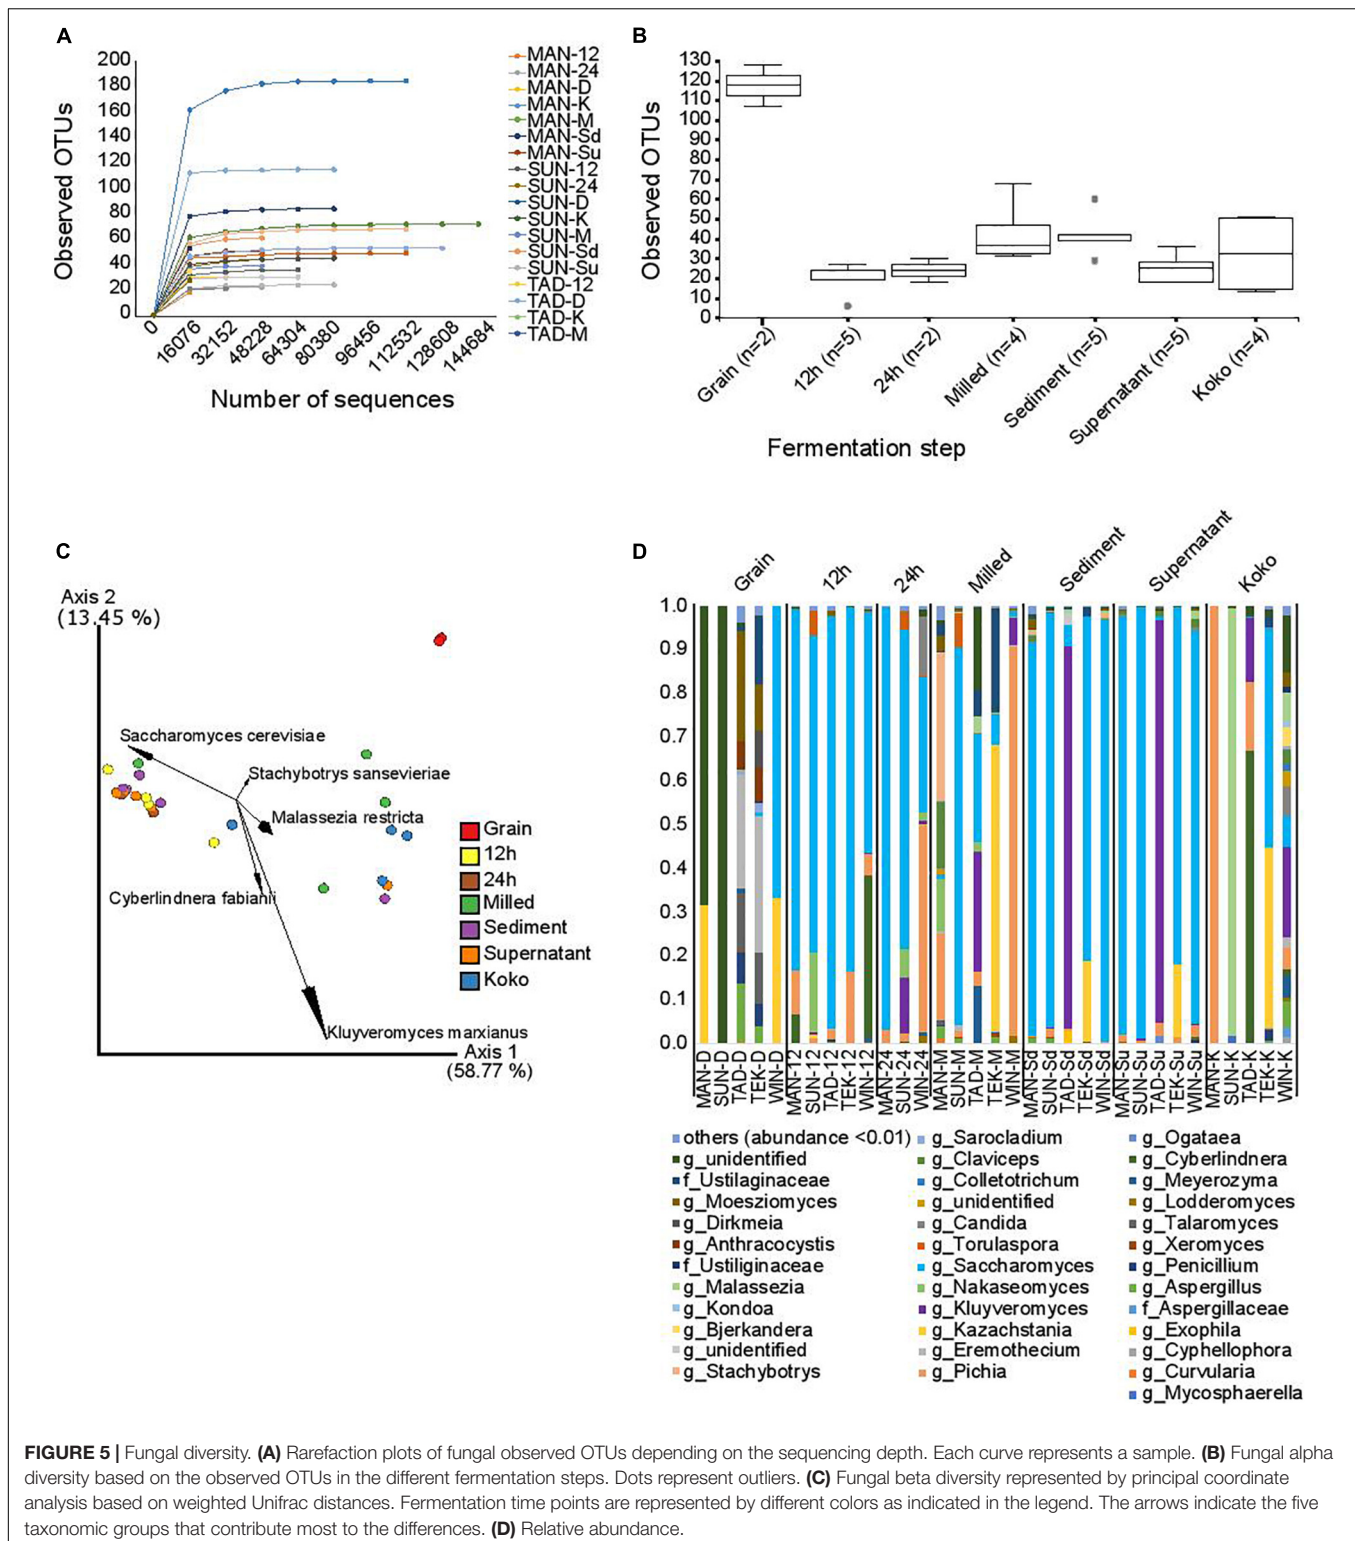 A
200
180
160
140
120
100
80
60
40
20
0
Observed OTUs
0
16076
32152
48228
64304
80380
96456
112532
128608
144684
Number of sequences
MAN-12
MAN-24
MAN-D
MAN-K
MAN-M
MAN-Sd
MAN-Su
SUN-12
SUN-24
SUN-D
SUN-K
SUN-M
SUN-Sd
SUN-Su
TAD-12
TAD-D
TAD-K
TAD-M
B
130
120
110
100
90
80
70
60
50
40
30
20
10
0
Observed OTUs
Grain (n=2)
12h (n=5)
24h (n=2)
Milled (n=4)
Sediment (n=5)
Supernatant (n=5)
Koko (n=4)
Fermentation step
C
Axis 2
(13.45 %)
Saccharomyces cerevisiae
Stachybotrys sansevieriae
Malassezia restricta
Cyberlindnera fabianii
Kluyveromyces marxianus
Axis 1
(58.77 %)
Grain
12h
24h
Milled
Sediment
Supernatant
Koko
D
Grain
12h
24h
Milled
Sediment
Supernatant
Koko
1.0
0.9
0.8
0.7
0.6
0.5
0.4
0.3
0.2
0.1
0.0
MAN-D
SUN-D
TAD-D
TEK-D
WIN-D
MAN-12
SUN-12
TAD-12
TEK-12
WIN-12
MAN-24
SUN-24
WIN-24
MAN-M
SUN-M
TAD-M
TEK-M
WIN-M
MAN-Sd
SUN-Sd
TAD-Sd
TEK-Sd
WIN-Sd
MAN-Su
SUN-Su
TAD-Su
TEK-Su
WIN-Su
MAN-K
SUN-K
TAD-K
TEK-K
WIN-K
others (abundance <0.01)
g_unidentified
f_Ustilaginaceae
g_Moesziomyces
g_Dirkmeia
g_Anthracocystis
f_Ustiliginaceae
g_Malassezia
g_Kondoa
g_Bjerkandera
g_unidentified
g_Stachybotrys
g_Sarocladium
g_Claviceps
g_Colletotrichum
g_unidentified
g_Candida
g_Torulaspora
g_Saccharomyces
g_Nakaseomyces
g_Kluyveromyces
g_Kazachstania
g_Eremothecium
g_Pichia
g_Ogataea
g_Cyberlindnera
g_Meyerozyma
g_Lodderomyces
g_Talaromyces
g_Xeromyces
g_Penicillium
g_Aspergillus
f_Aspergillaceae
g_Exophila
g_Cyphellophora
g_Curvularia
g_Mycosphaerella
FIGURE 5 | Fungal diversity. (A) Rarefaction plots of fungal observed OTUs depending on the sequencing depth. Each curve represents a sample. (B) Fungal alpha
diversity based on the observed OTUs in the different fermentation steps. Dots represent outliers. (C) Fungal beta diversity represented by principal coordinate
analysis based on weighted Unifrac distances. Fermentation time points are represented by different colors as indicated in the legend. The arrows indicate the five
taxonomic groups that contribute most to the differences. (D) Relative abundance.